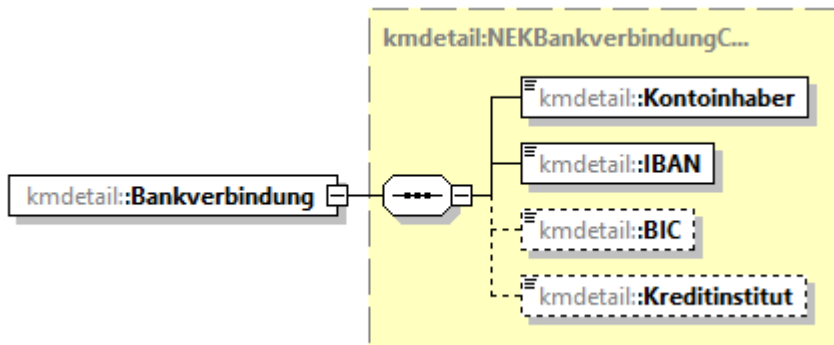 kmdetail:NEKBankverbindungC...
kmdetail::Kontoinhaber
kmdetail::IBAN
kmdetail::Bankverbindung
kmdetail::BIC
kmdetail::Kreditinstitut